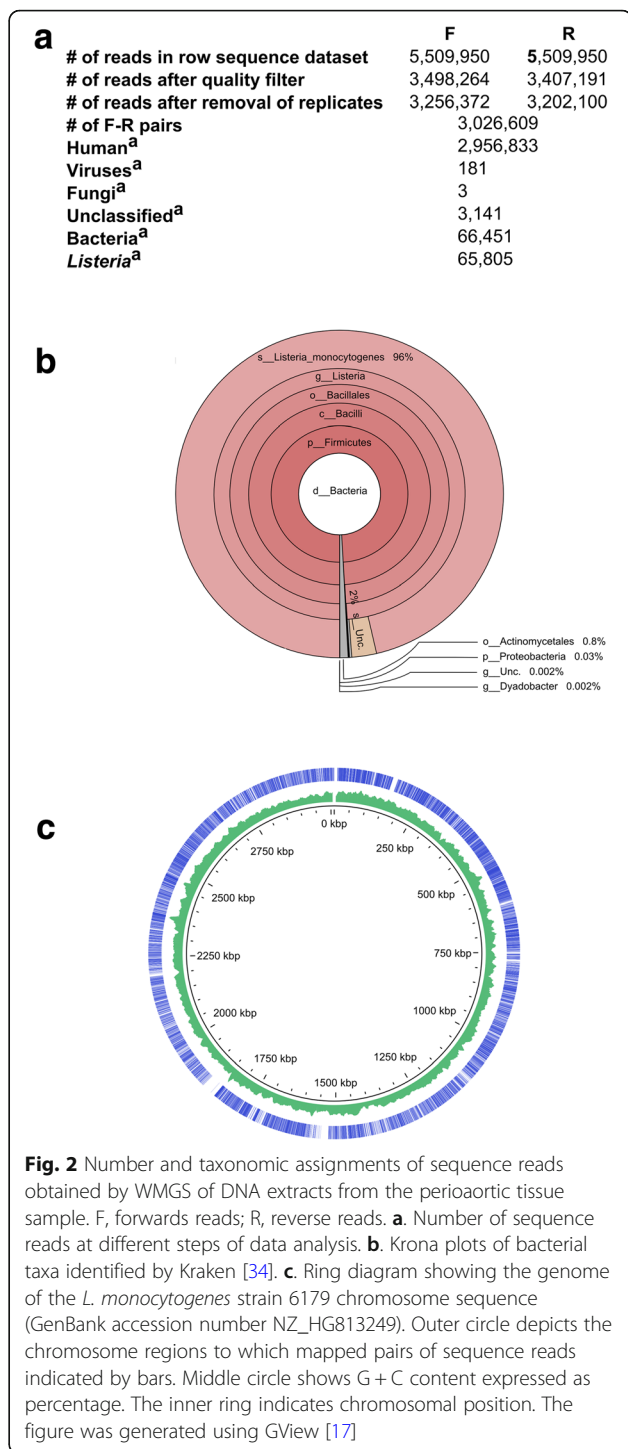 a
F R
# of reads in row sequence dataset 5,509,950 5,509,950
# of reads after quality filter 3,498,264 3,407,191
# of reads after removal of replicates 3,256,372 3,202,100
# of F-R pairs 3,026,609
Humanᵃ 2,956,833
Virusesᵃ 181
Fungiᵃ 3
Unclassifiedᵃ 3,141
Bacteriaᵃ 66,451
Listeriaᵃ 65,805
b
s__Listeria_monocytogenes 96%
g__Listeria
o__Bacillales
c__Bacilli
p__Firmicutes
d__Bacteria
2% s__Unc.
o__Actinomycetales 0.8%
p__Proteobacteria 0.03%
g__Unc. 0.002%
g__Dyadobacter 0.002%
c
0 kbp
250 kbp
500 kbp
750 kbp
1000 kbp
1250 kbp
1500 kbp
1750 kbp
2000 kbp
2250 kbp
2500 kbp
2750 kbp
Fig. 2 Number and taxonomic assignments of sequence reads
obtained by WMGS of DNA extracts from the perioaortic tissue
sample. F, forwards reads; R, reverse reads. a. Number of sequence
reads at different steps of data analysis. b. Krona plots of bacterial
taxa identified by Kraken [34]. c. Ring diagram showing the genome
of the L. monocytogenes strain 6179 chromosome sequence
(GenBank accession number NZ_HG813249). Outer circle depicts the
chromosome regions to which mapped pairs of sequence reads
indicated by bars. Middle circle shows G + C content expressed as
percentage. The inner ring indicates chromosomal position. The
figure was generated using GView [17]